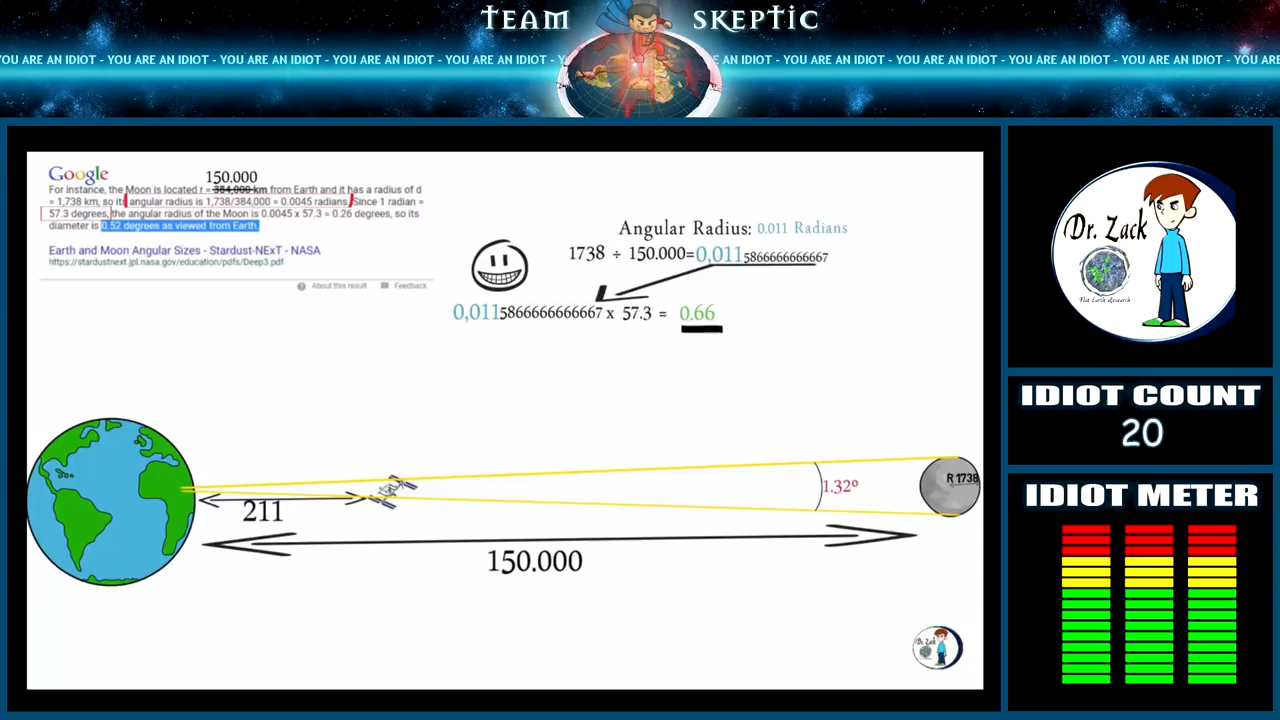 TEAM SKEPTIC
YOU ARE AN IDIOT - YOU ARE AN IDIOT - YOU ARE AN IDIOT - YOU ARE AN IDIOT - YOU ARE AN IDIOT -
AN IDIOT - YOU ARE AN IDIOT - YOU ARE AN IDIOT - YOU ARE AN IDIOT - YOU ARE AN IDIOT - YOU ARE
Google
150.000
For instance, the Moon is located r = 384,000 km from Earth and it has a radius of d
= 1,738 km, so its angular radius is 1,738/384,000 = 0.0045 radians. Since 1 radian =
57.3 degrees, the angular radius of the Moon is 0.0045 x 57.3 = 0.26 degrees, so its
diameter is 0.52 degrees as viewed from Earth.
Earth and Moon Angular Sizes - Stardust-NExT - NASA
https://stardustnext.jpl.nasa.gov/education/pdfs/Deep3.pdf
About this result
Feedback
Angular Radius: 0.011 Radians
1738 ÷ 150.000=0,0115866666666667
0,0115866666666667 x 57.3 = 0.66
211
150.000
1.32º
R 1738
Dr. Zack
Dr. Zack
Flat Earth Research
IDIOT COUNT
20
IDIOT METER